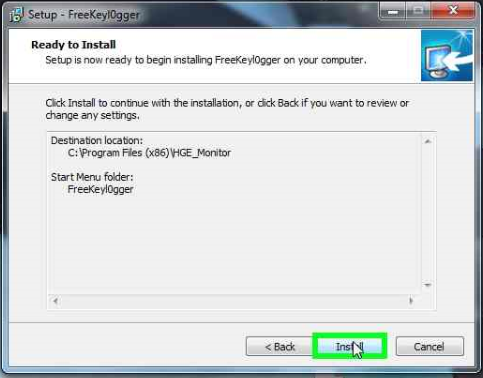 Setup - FreeKeyl0gger
Ready to Install
Setup is now ready to begin installing FreeKeyl0gger on your computer.
Click Install to continue with the installation, or click Back if you want to review or
change any settings.
Destination location:
C:\Program Files (x86)\HGE_Monitor
Start Menu folder:
FreeKeyl0gger
< Back
Install
Cancel